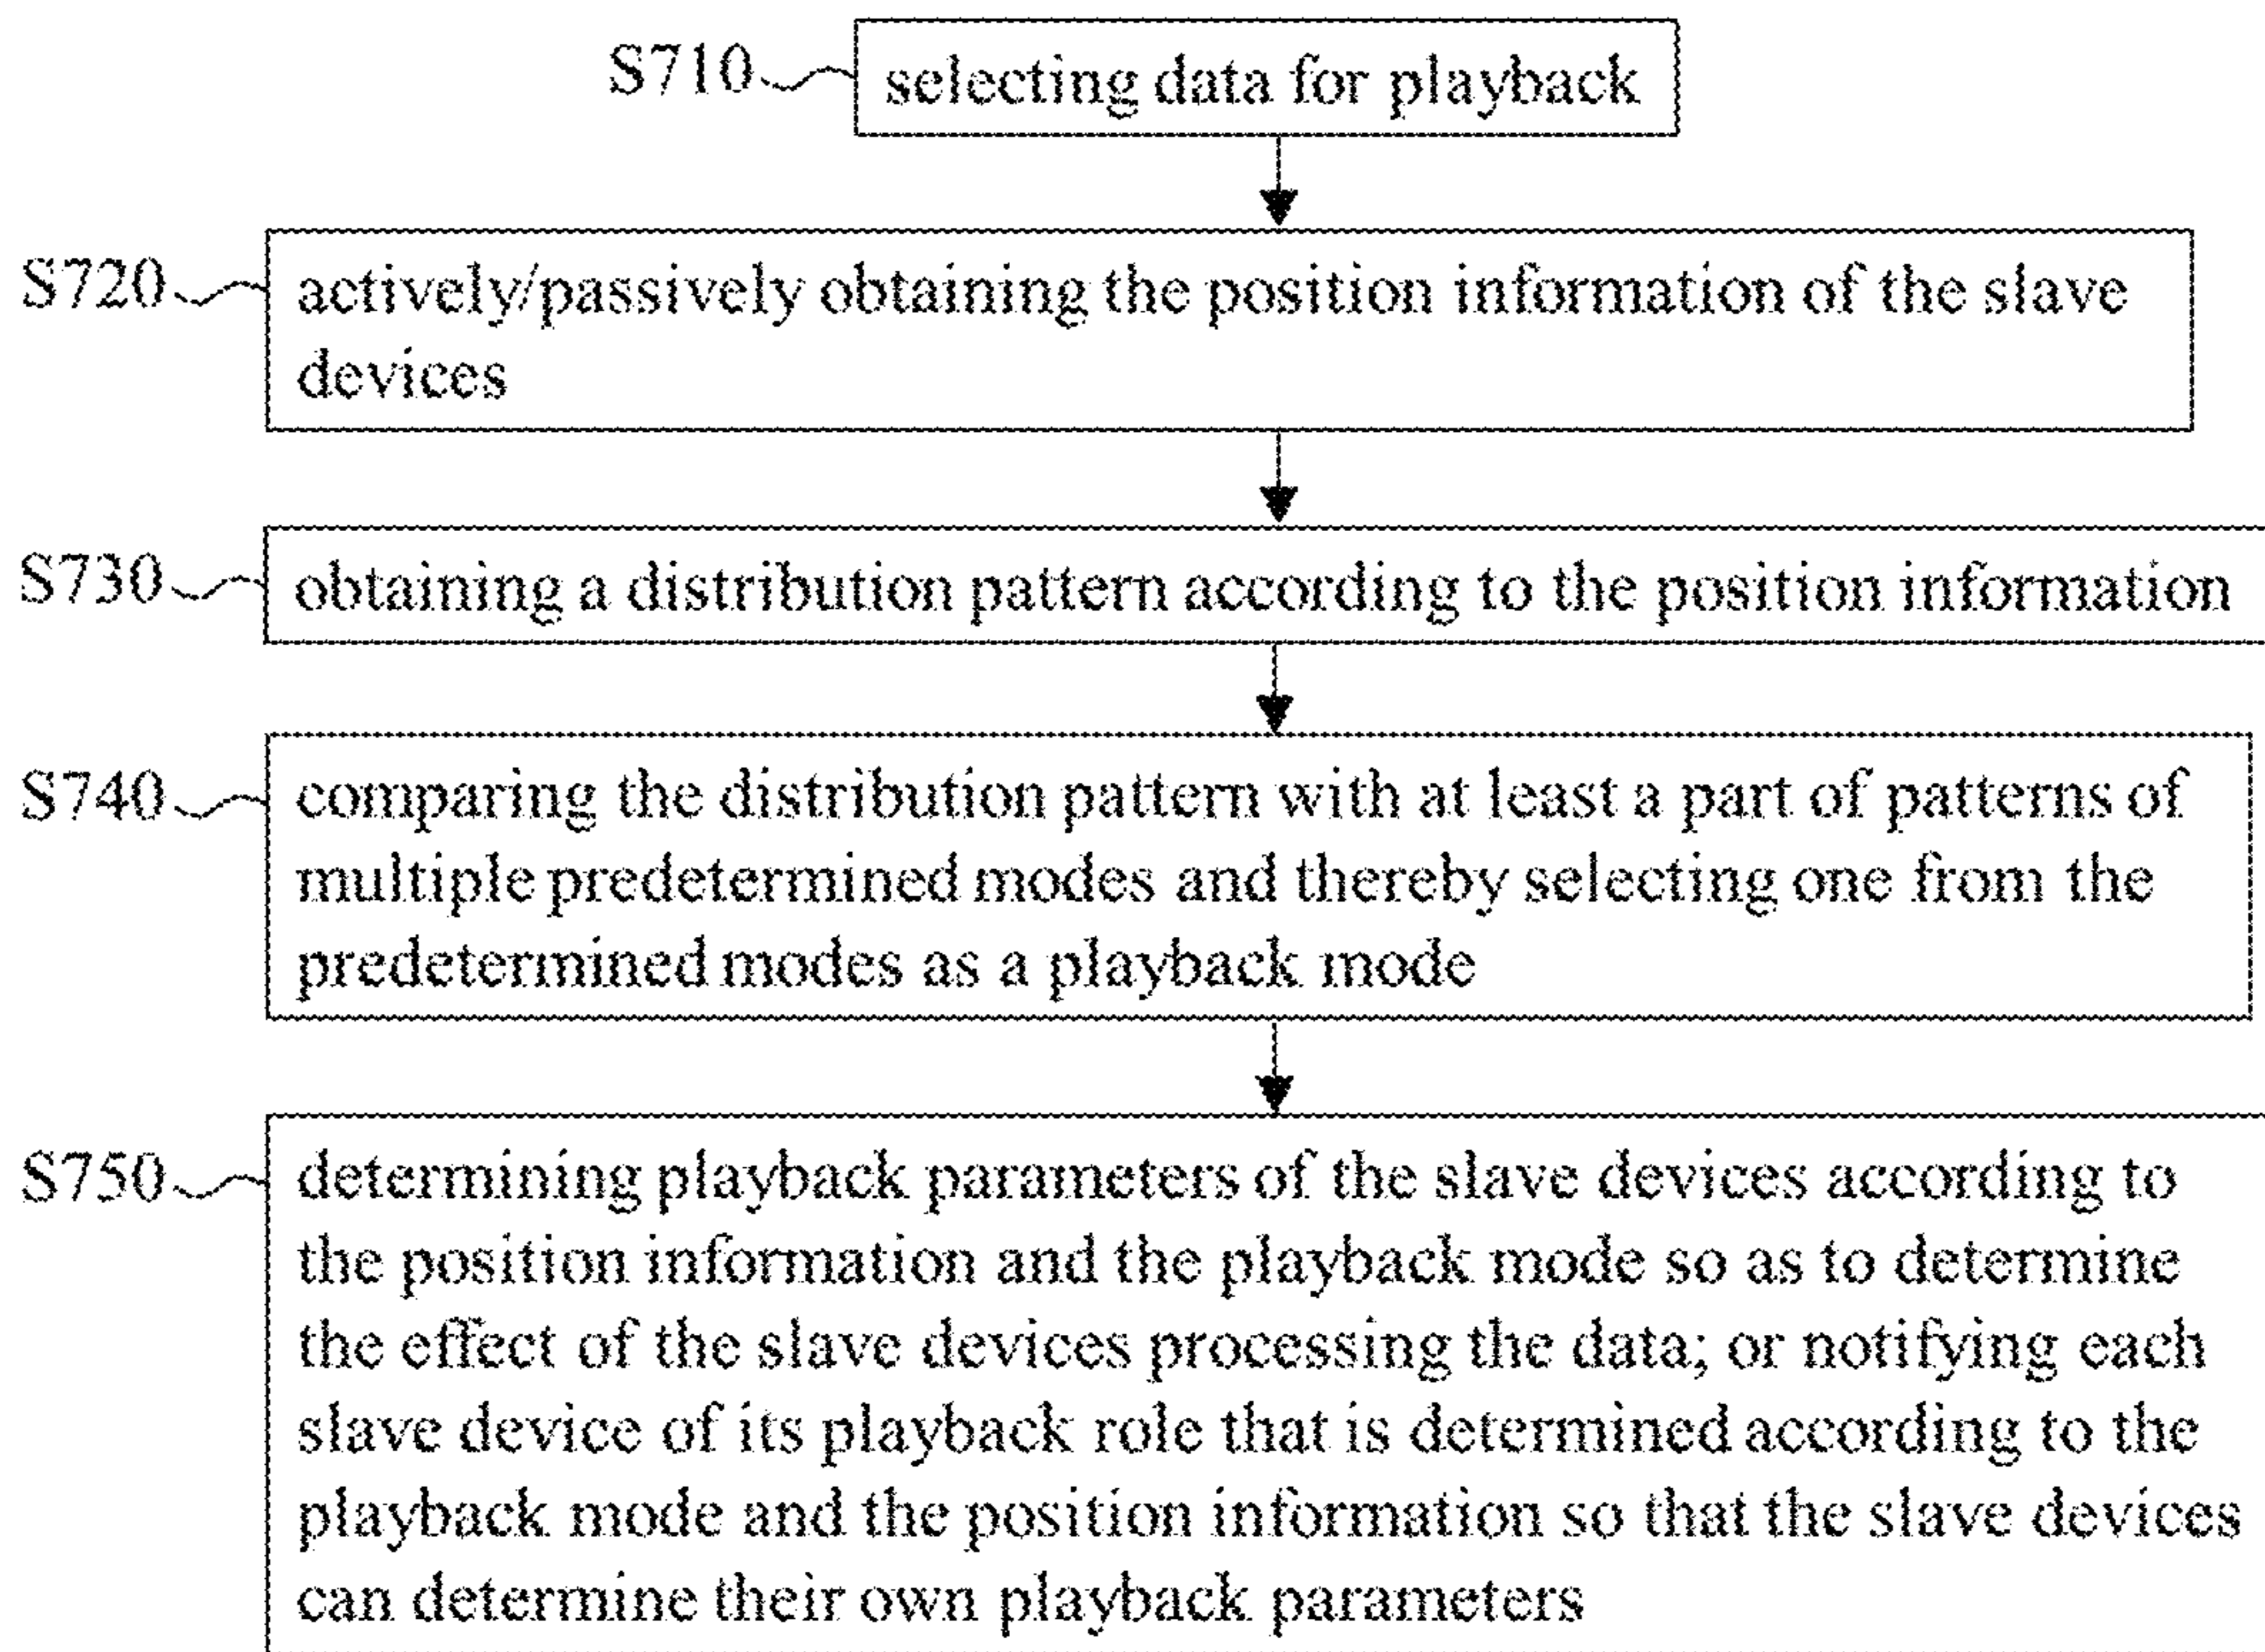 S710 selecting data for playback
S720 actively/passively obtaining the position information of the slave
devices
S730 obtaining a distribution pattern according to the position information
S740 comparing the distribution pattern with at least a part of patterns of
multiple predetermined modes and thereby selecting one from the
predetermined modes as a playback mode
S750 determining playback parameters of the slave devices according to
the position information and the playback mode so as to determine
the effect of the slave devices processing the data; or notifying each
slave device of its playback role that is determined according to the
playback mode and the position information so that the slave devices
can determine their own playback parameters